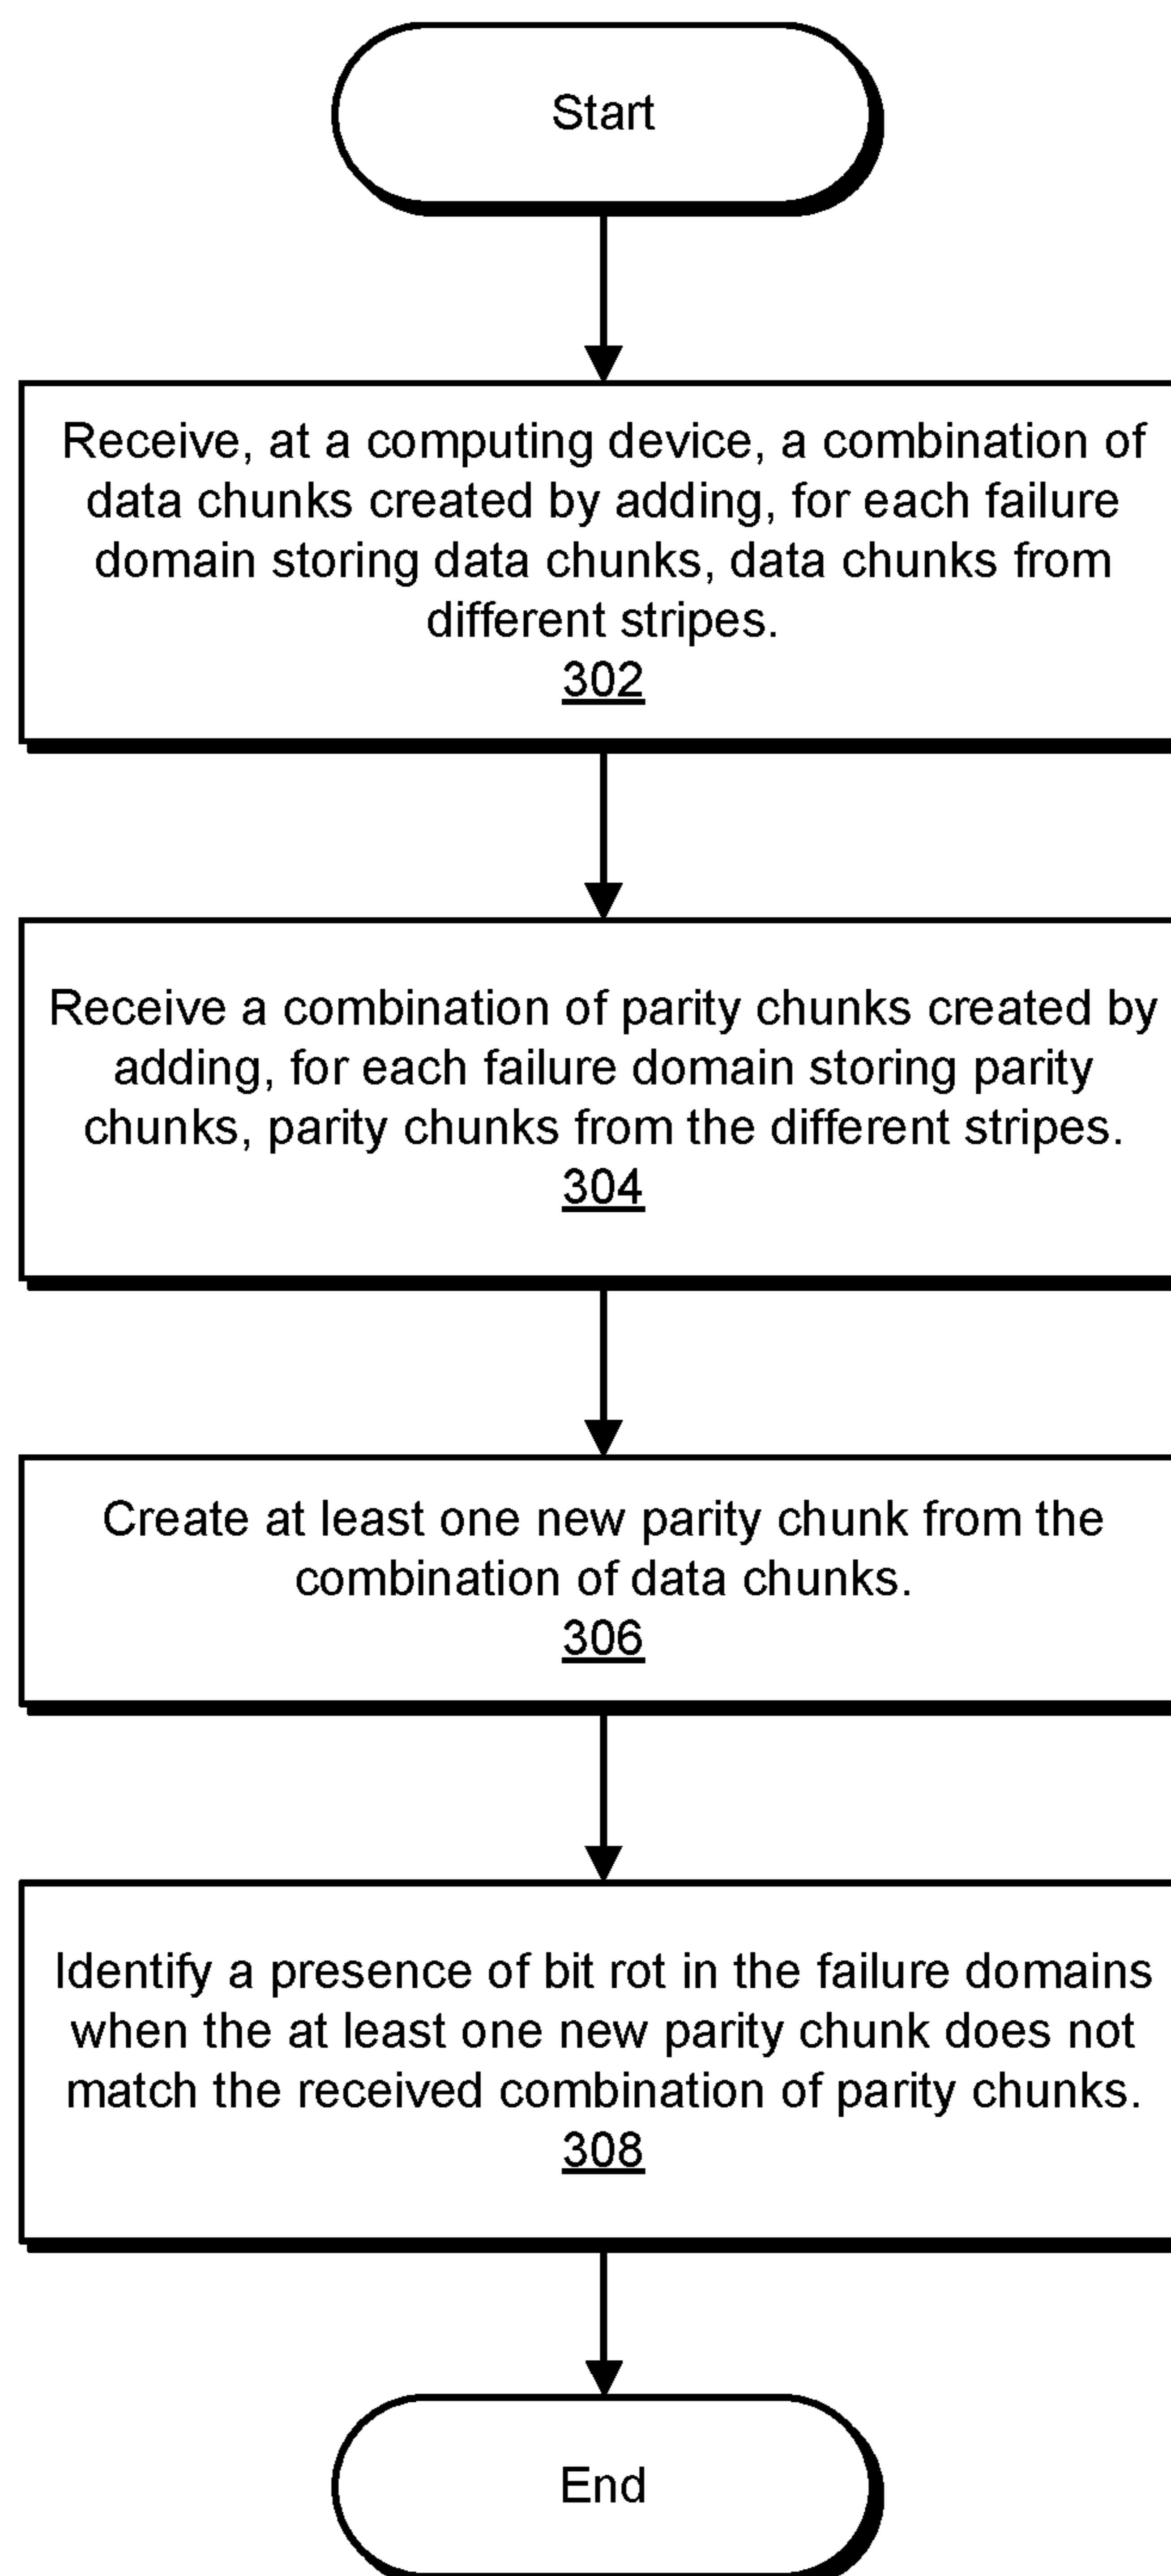 Start
Receive, at a computing device, a combination of
data chunks created by adding, for each failure
domain storing data chunks, data chunks from
different stripes.
302
Receive a combination of parity chunks created by
adding, for each failure domain storing parity
chunks, parity chunks from the different stripes.
304
Create at least one new parity chunk from the
combination of data chunks.
306
Identify a presence of bit rot in the failure domains
when the at least one new parity chunk does not
match the received combination of parity chunks.
308
End